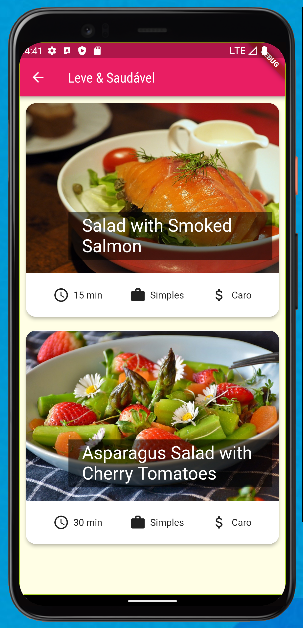 4:41
LTE
BUG
Leve & Saudável
Salad with Smoked
Salmon
15 min
Simples
Caro
Asparagus Salad with
Cherry Tomatoes
30 min
Simples
Caro